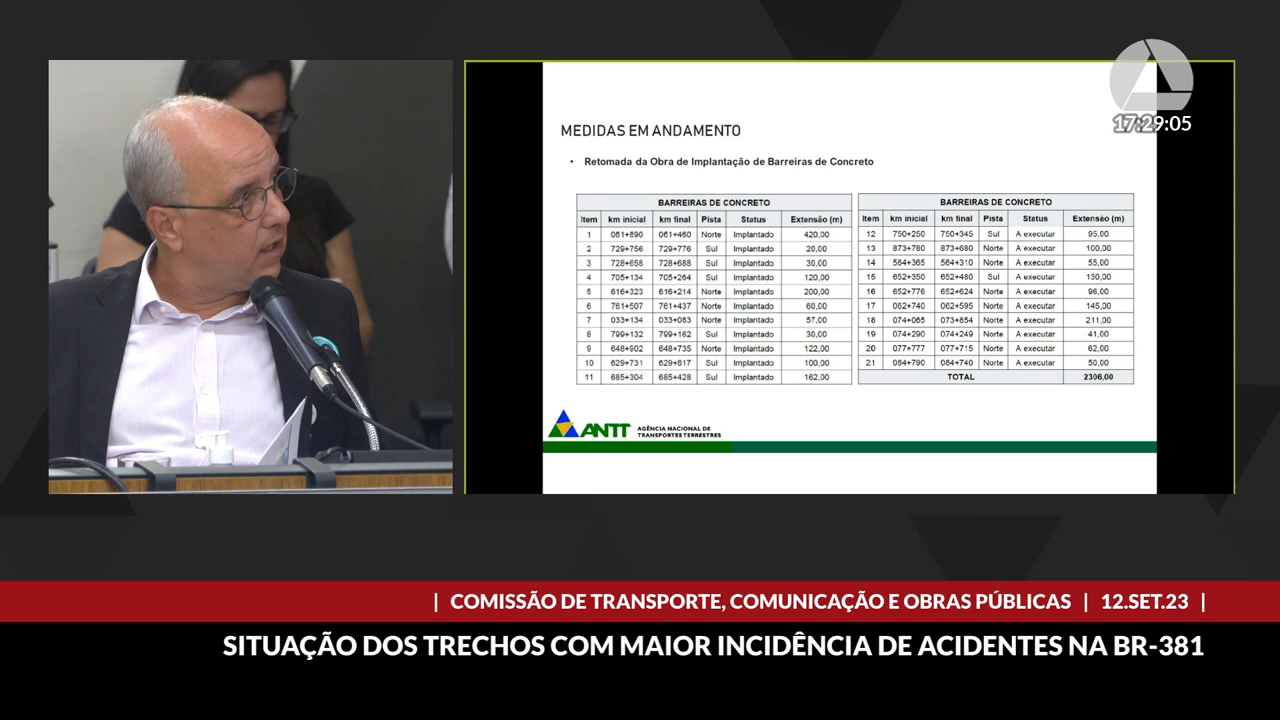 17:29:05
MEDIDAS EM ANDAMENTO
• Retomada da Obra de Implantação de Barreiras de Concreto
BARREIRAS DE CONCRETO
Item km inicial km final Pista Status Extensão (m)
1 061+890 061+460 Norte Implantado 420,00
2 729+756 729+776 Sul Implantado 20,00
3 728+658 728+688 Sul Implantado 30,00
4 705+134 705+264 Sul Implantado 120,00
5 616+323 616+214 Norte Implantado 200,00
6 761+507 761+437 Norte Implantado 60,00
7 033+134 033+083 Norte Implantado 57,00
8 799+132 799+162 Sul Implantado 30,00
9 648+902 648+735 Norte Implantado 122,00
10 629+731 629+817 Sul Implantado 100,00
11 685+304 685+428 Sul Implantado 162,00
BARREIRAS DE CONCRETO
Item km inicial km final Pista Status Extensão (m)
12 750+250 750+345 Sul A executar 95,00
13 873+780 873+680 Norte A executar 100,00
14 564+365 564+310 Norte A executar 55,00
15 652+350 652+480 Sul A executar 130,00
16 652+776 652+624 Norte A executar 96,00
17 062+740 062+595 Norte A executar 145,00
18 074+065 073+854 Norte A executar 211,00
19 074+290 074+249 Norte A executar 41,00
20 077+777 077+715 Norte A executar 62,00
21 084+790 084+740 Norte A executar 50,00
TOTAL 2306,00
ANTT AGÊNCIA NACIONAL DE
TRANSPORTES TERRESTRES
| COMISSÃO DE TRANSPORTE, COMUNICAÇÃO E OBRAS PÚBLICAS | 12.SET.23 |
SITUAÇÃO DOS TRECHOS COM MAIOR INCIDÊNCIA DE ACIDENTES NA BR-381